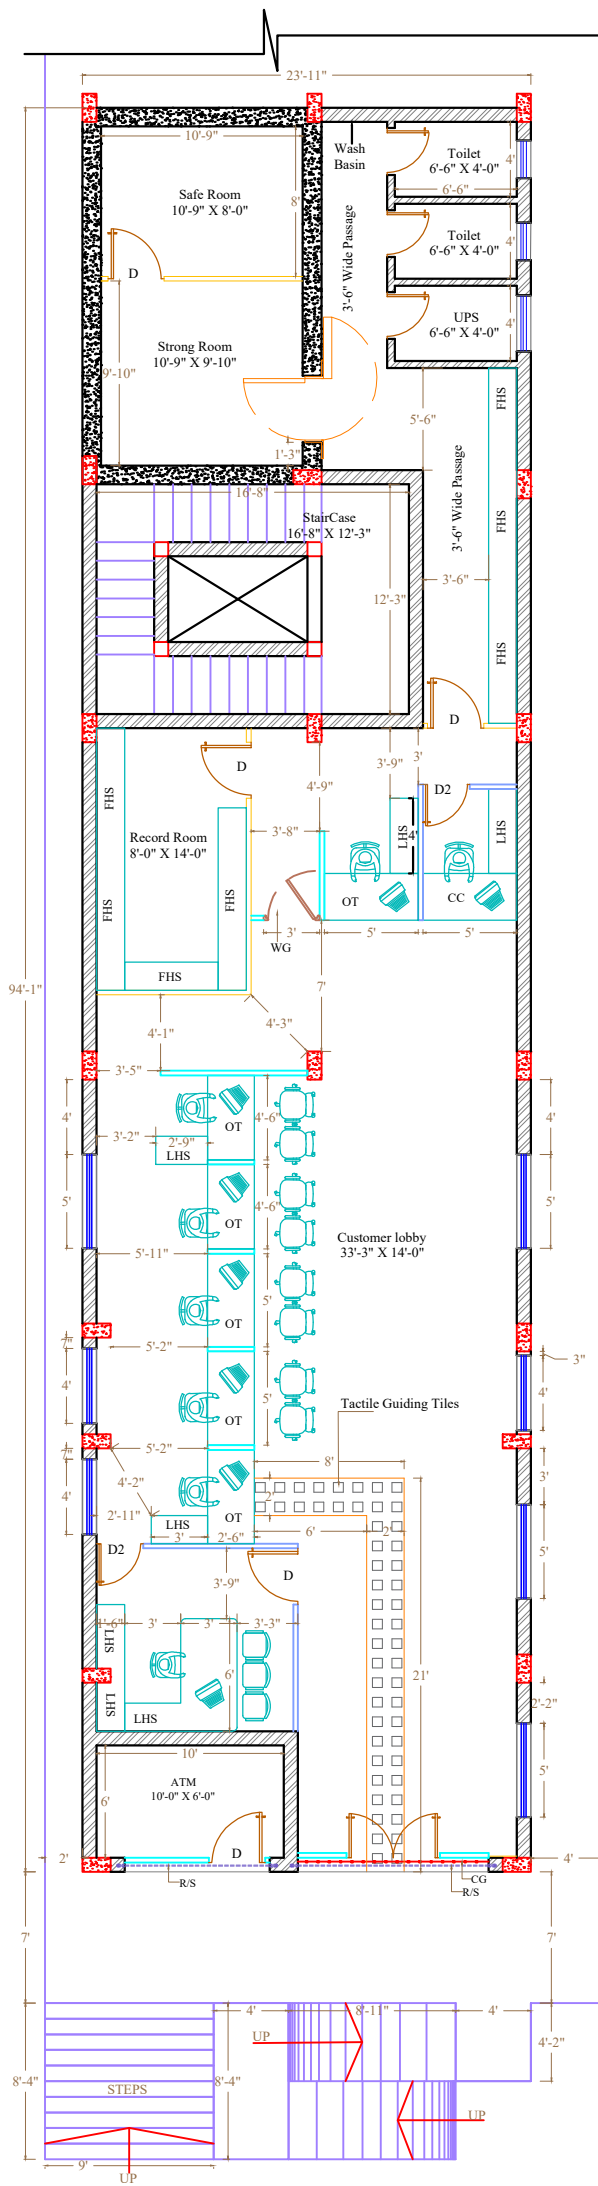 23'-11"
10'-9"
Wash
Basin
Toilet
6'-6" X 4'-0"
4'
6'-6"
Safe Room
10'-9" X 8'-0"
8'
3'-6" Wide Passage
Toilet
6'-6" X 4'-0"
4'
D
UPS
6'-6" X 4'-0"
4'
Strong Room
10'-9" X 9'-10"
9'-10"
FHS
5'-6"
1'-3"
3'-6" Wide Passage
16'-8"
StairCase
16'-8" X 12'-3"
FHS
3'-6"
12'-3"
FHS
D
D
3'-9"
3'
4'-9"
FHS
D2
3'-8"
Record Room
8'-0" X 14'-0"
LHS
4'
LHS
FHS
FHS
OT
CC
WG
3'
5'
5'
FHS
94'-1"
7'
4'-3"
4'-1"
3'-5"
4'
4'-6"
4'
OT
3'-2"
2'-9"
LHS
5'
4'-6"
5'
OT
Customer lobby
33'-3" X 14'-0"
5'-11"
5'
OT
7"
5'-2"
3"
4'
5'
4'
OT
Tactile Guiding Tiles
7"
5'-2"
8'
4'-2"
3'
4'
2'
2'-11"
LHS
OT
3'
2'-6"
6'
2'
5'
D2
D
3'-9"
1'-6"
3'
3'
3'-3"
LHS
6'
21'
LHS
LHS
2'-2"
10'
5'
ATM
10'-0" X 6'-0"
6'
D
2'
4'
R/S
CG
R/S
7'
7'
4'
8'-11"
4'
UP
4'-2"
8'-4"
STEPS
8'-4"
UP
9'
UP